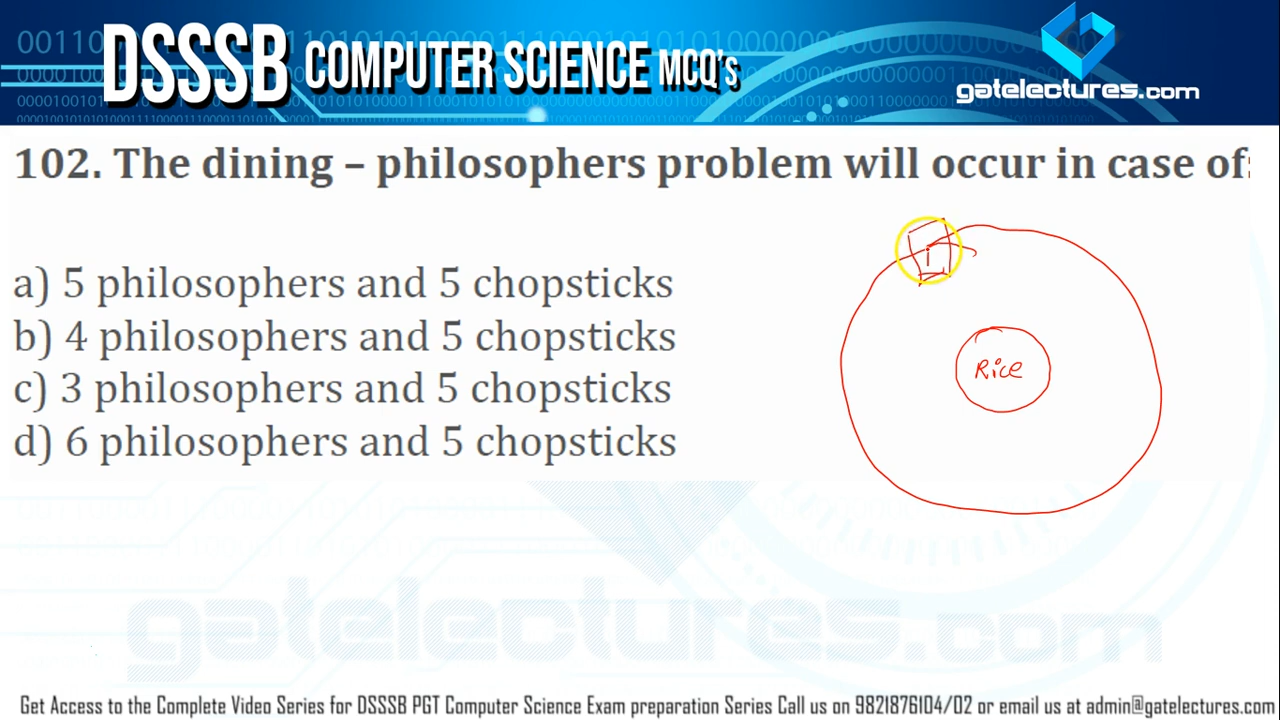 DSSSB COMPUTER SCIENCE MCQ's
gatelectures.com
102. The dining – philosophers problem will occur in case of:
a) 5 philosophers and 5 chopsticks
b) 4 philosophers and 5 chopsticks
c) 3 philosophers and 5 chopsticks
d) 6 philosophers and 5 chopsticks
Rice
gatelectures.com
Get Access to the Complete Video Series for DSSSB PGT Computer Science Exam preparation Series Call us on 9821876104/02 or email us at admin@gatelectures.com